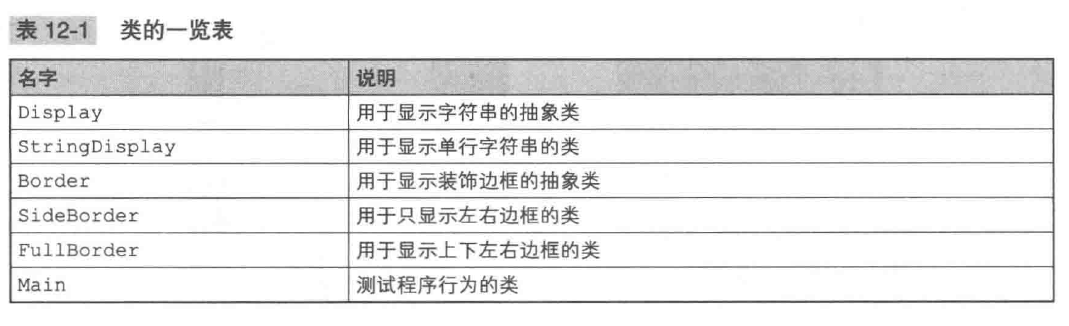 表 12-1 类的一览表
名字 说明
Display 用于显示字符串的抽象类
StringDisplay 用于显示单行字符串的类
Border 用于显示装饰边框的抽象类
SideBorder 用于只显示左右边框的类
FullBorder 用于显示上下左右边框的类
Main 测试程序行为的类